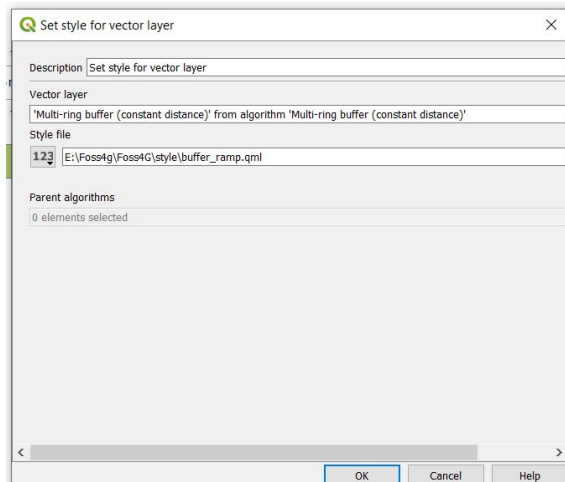 Set style for vector layer
Description Set style for vector layer
Vector layer
'Multi-ring buffer (constant distance)' from algorithm 'Multi-ring buffer (constant distance)'
Style file
123 E:\Foss4g\Foss4G\style\buffer_ramp.qml
Parent algorithms
0 elements selected
OK Cancel Help